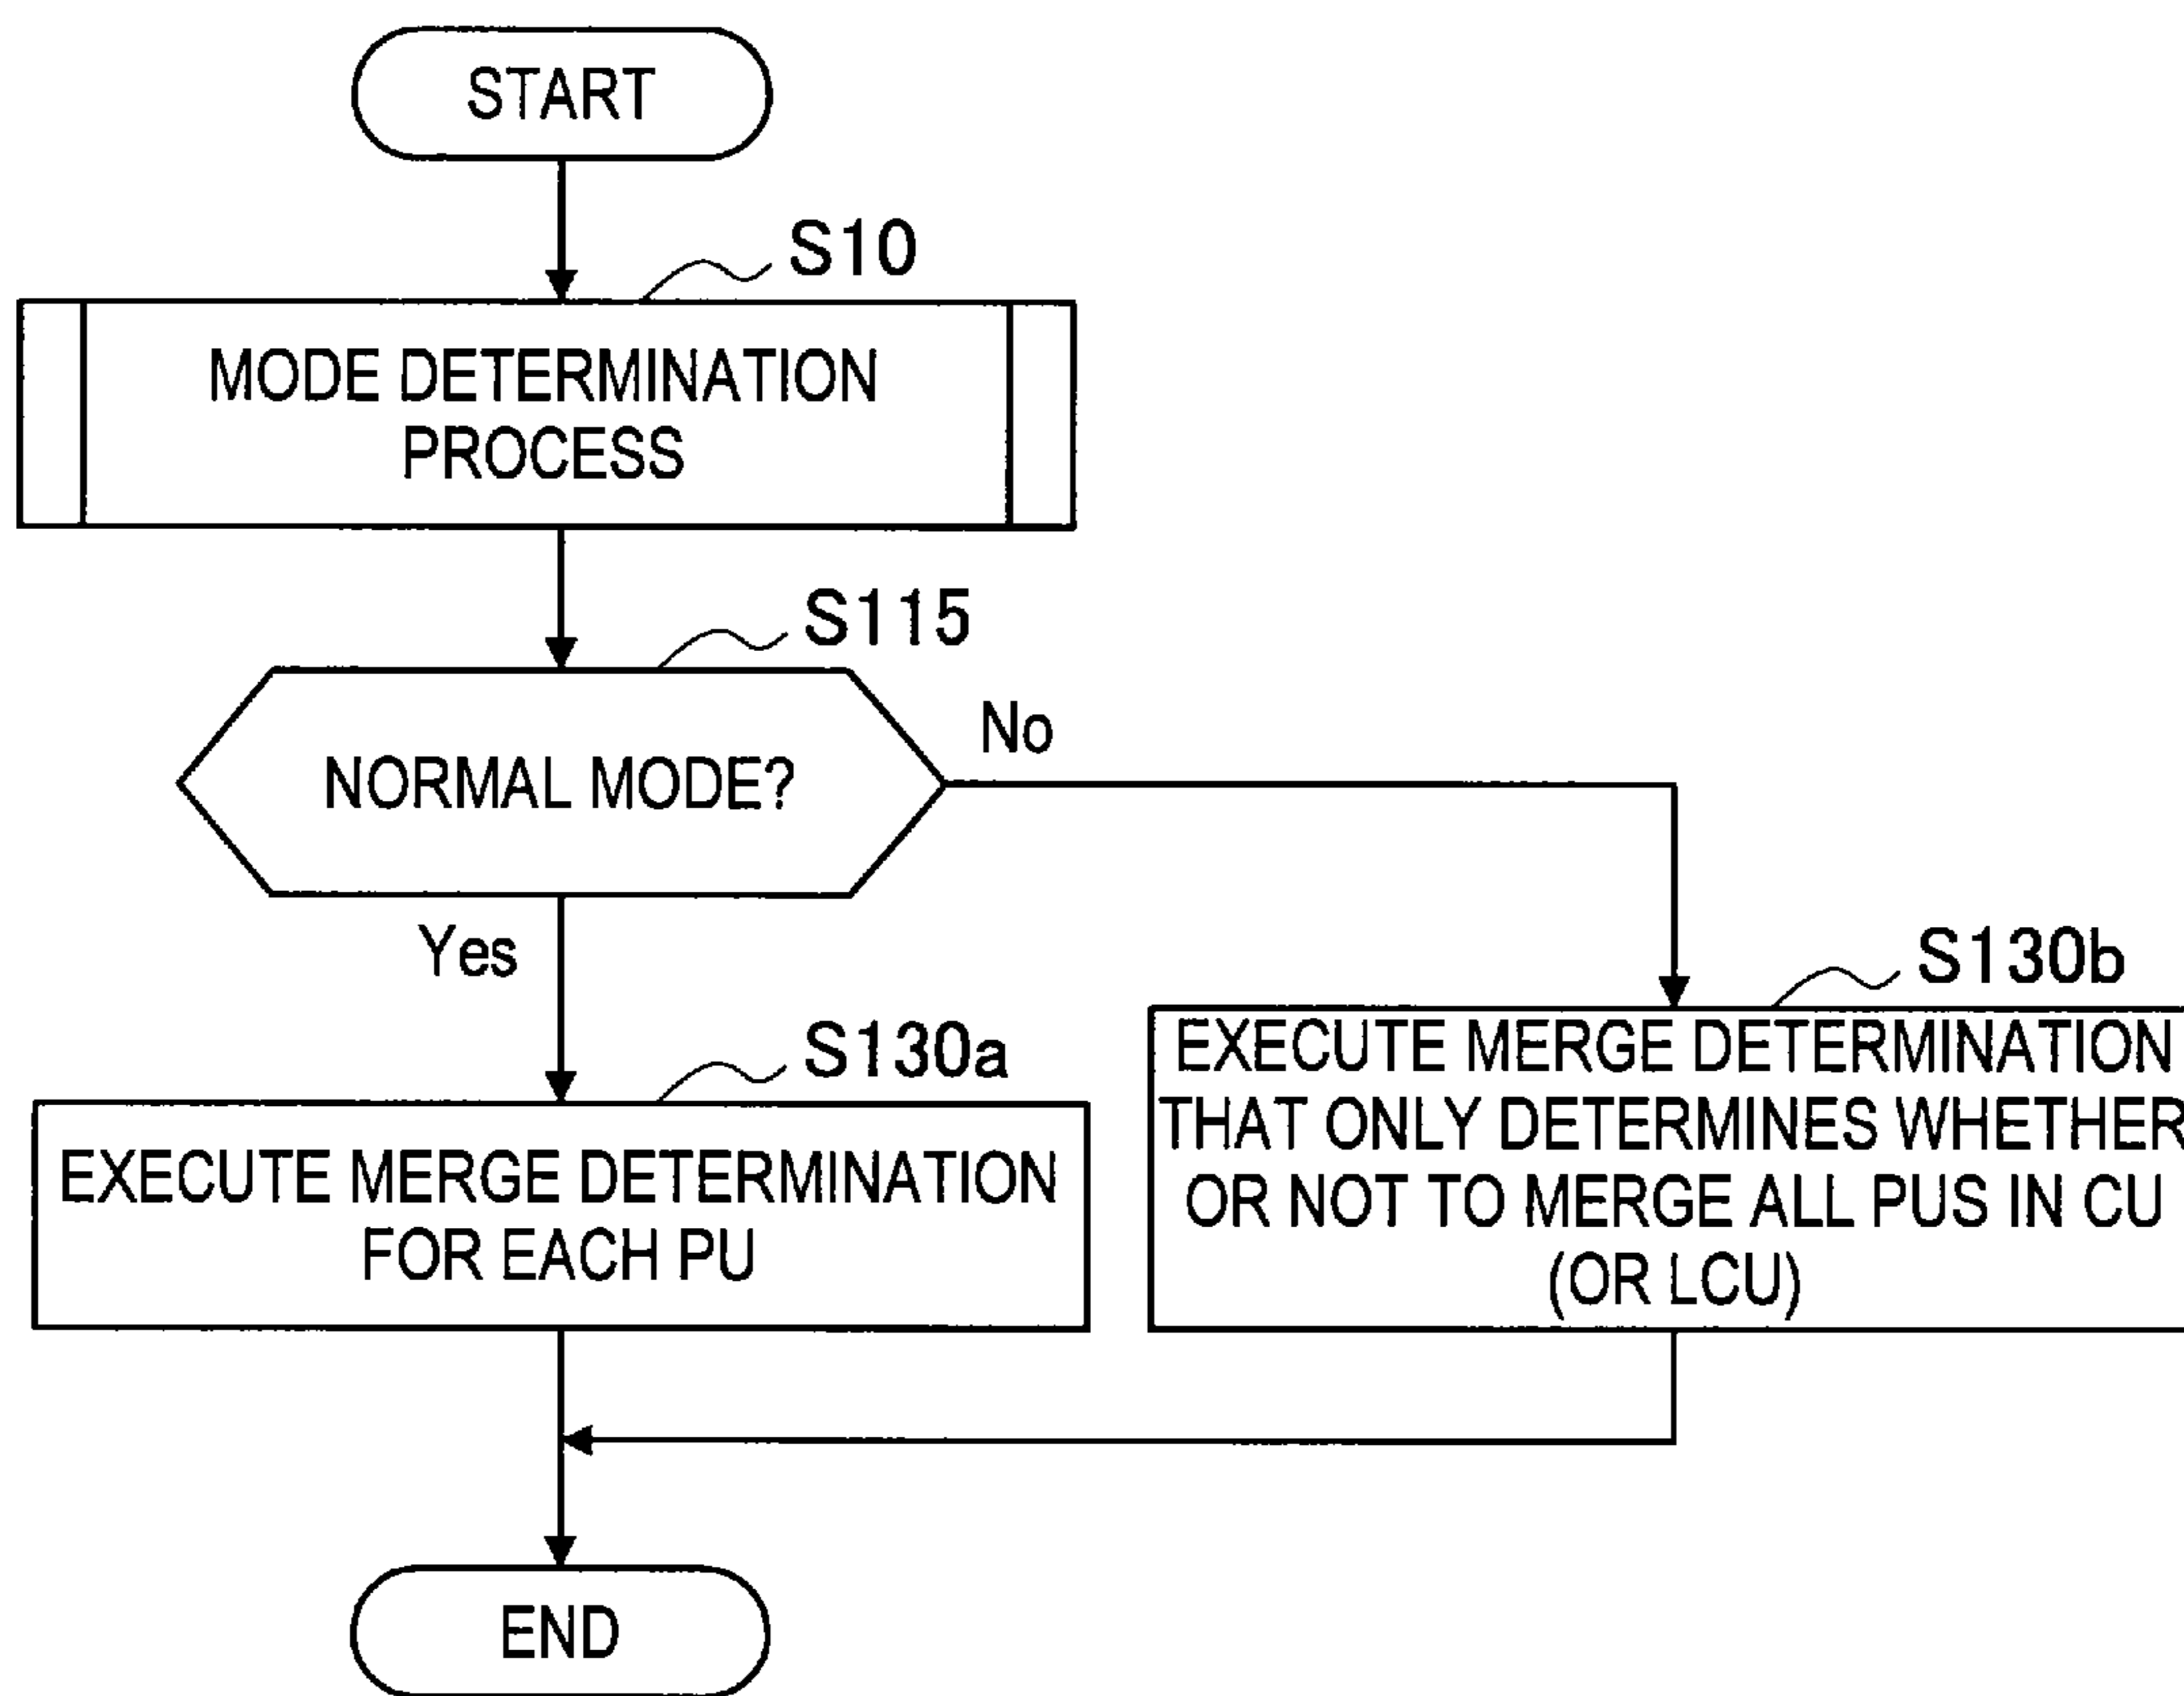 START
S10
MODE DETERMINATION
PROCESS
S115
NORMAL MODE?
No
Yes
S130a
EXECUTE MERGE DETERMINATION
FOR EACH PU
S130b
EXECUTE MERGE DETERMINATION
THAT ONLY DETERMINES WHETHER
OR NOT TO MERGE ALL PUS IN CU
(OR LCU)
END